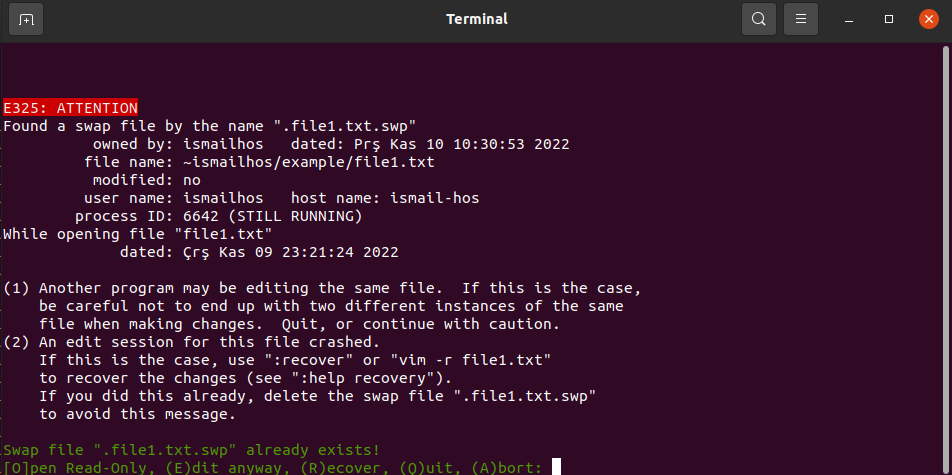 Terminal
E325: ATTENTION
Found a swap file by the name ".file1.txt.swp"
          owned by: ismailhos   dated: Prş Kas 10 10:30:53 2022
         file name: ~ismailhos/example/file1.txt
          modified: no
         user name: ismailhos   host name: ismail-hos
        process ID: 6642 (STILL RUNNING)
While opening file "file1.txt"
             dated: Çrş Kas 09 23:21:24 2022
(1) Another program may be editing the same file.  If this is the case,
    be careful not to end up with two different instances of the same
    file when making changes.  Quit, or continue with caution.
(2) An edit session for this file crashed.
    If this is the case, use ":recover" or "vim -r file1.txt"
    to recover the changes (see ":help recovery").
    If you did this already, delete the swap file ".file1.txt.swp"
    to avoid this message.
Swap file ".file1.txt.swp" already exists!
[O]pen Read-Only, (E)dit anyway, (R)ecover, (Q)uit, (A)bort: